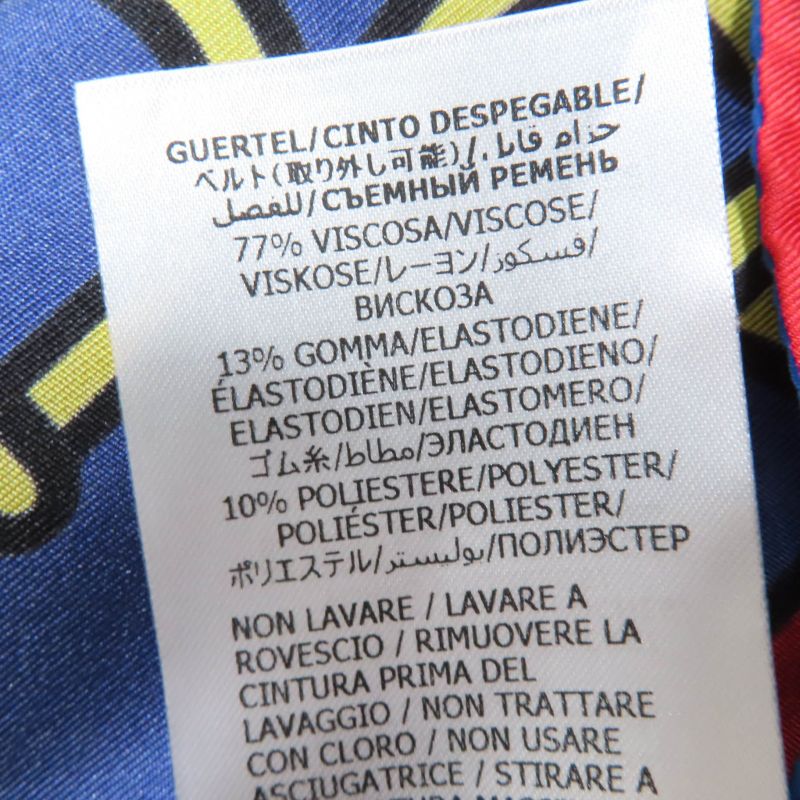 GUERTEL/CINTO DESPEGABLE/
ベルト(取り外し可能)/حزام قابل
للفصل/СЪЕМНЫЙ РЕМЕНЬ
77% VISCOSA/VISCOSE/
VISKOSE/レーヨン/فسكوز/
ВИСКОЗА
13% GOMMA/ELASTODIENE/
ÉLASTODIÈNE/ELASTODIENO/
ELASTODIEN/ELASTOMERO/
ゴム糸/مطاط/ЭЛАСТОДИЕН
10% POLIESTERE/POLYESTER/
POLIÉSTER/POLIESTER/
ポリエステル/بوليستر/ПОЛИЭСТЕР
NON LAVARE / LAVARE A
ROVESCIO / RIMUOVERE LA
CINTURA PRIMA DEL
LAVAGGIO / NON TRATTARE
CON CLORO / NON USARE
ASCIUGATRICE / STIRARE A